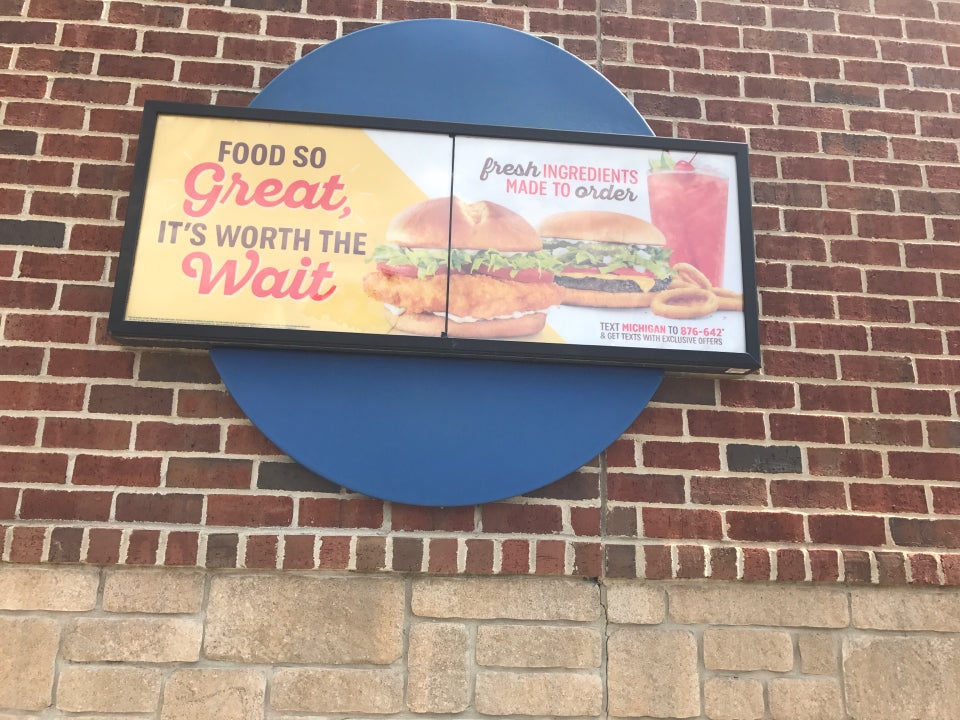 FOOD SO
Great,
IT'S WORTH THE
Wait
fresh INGREDIENTS
MADE TO order
TEXT MICHIGAN TO 876-642*
& GET TEXTS WITH EXCLUSIVE OFFERS